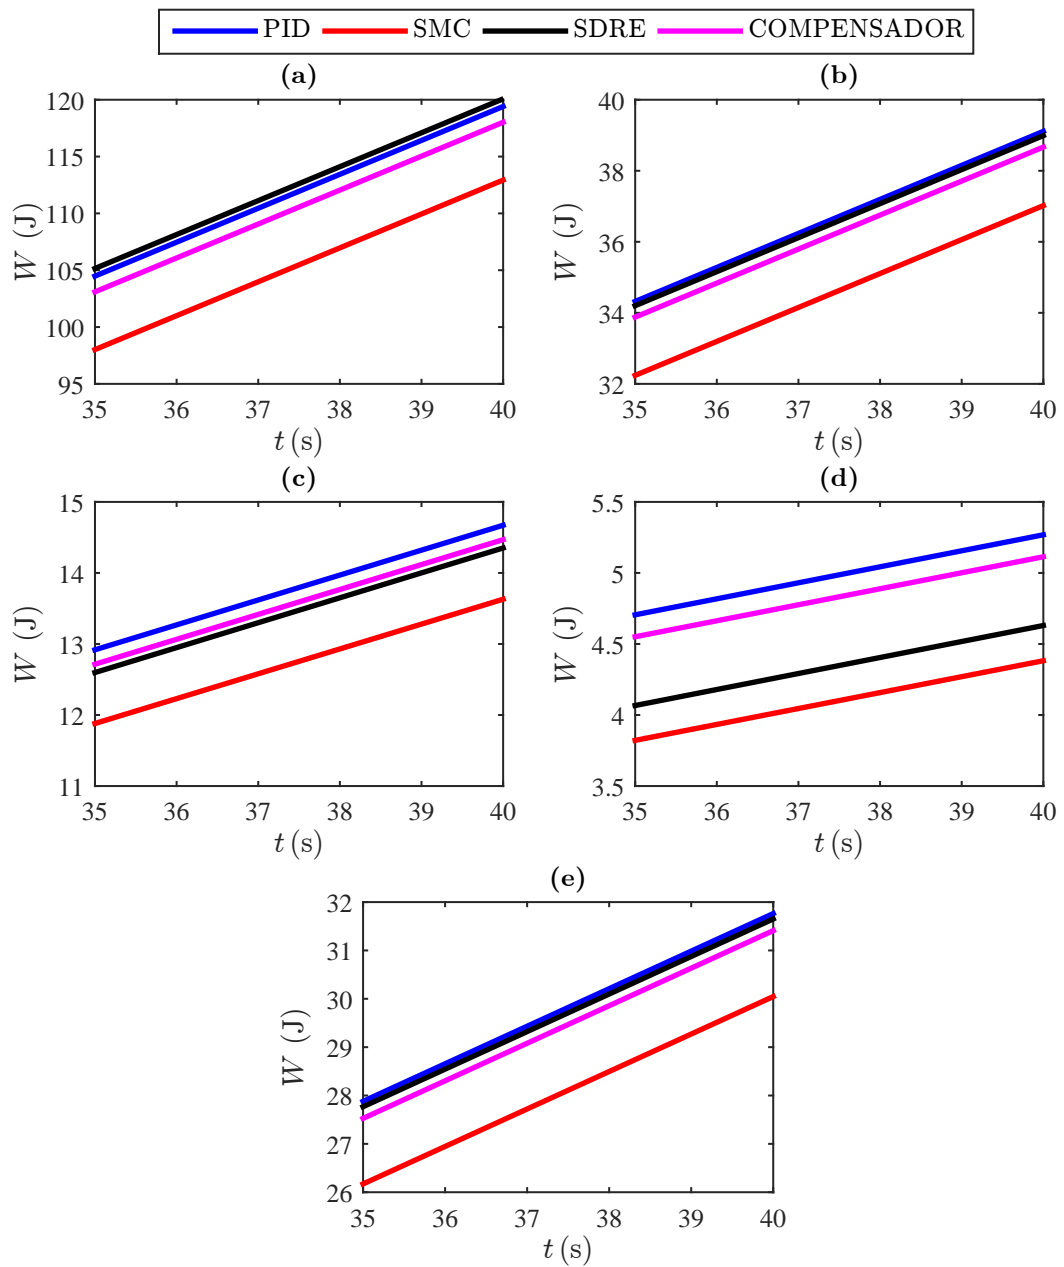 PID SMC SDRE COMPENSADOR
(a) (b)
120
115
110
105
100
95
W (J)
35 36 37 38 39 40
t (s)
40
38
36
34
32
W (J)
35 36 37 38 39 40
t (s)
(c) (d)
15
14
13
12
11
W (J)
35 36 37 38 39 40
t (s)
5.5
5
4.5
4
3.5
W (J)
35 36 37 38 39 40
t (s)
(e)
32
31
30
29
28
27
26
W (J)
35 36 37 38 39 40
t (s)